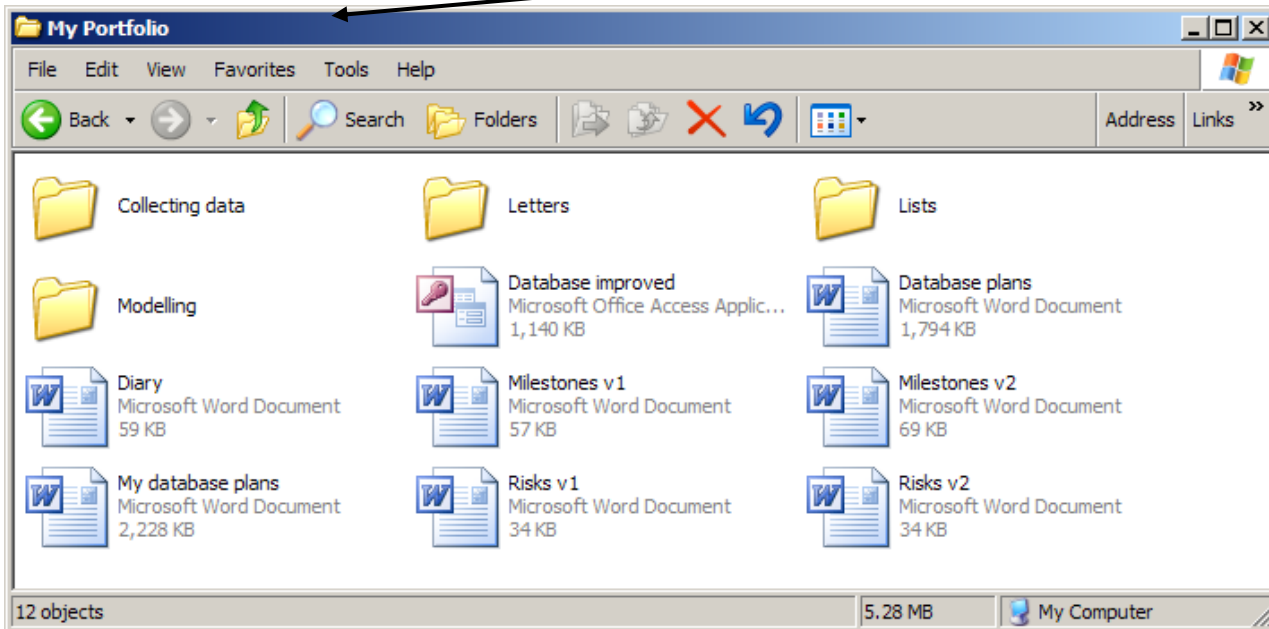 My Portfolio
File Edit View Favorites Tools Help
Back Search Folders Address Links »
Collecting data
Letters
Lists
Modelling
Database improved
Microsoft Office Access Applic...
1,140 KB
Database plans
Microsoft Word Document
1,794 KB
Diary
Microsoft Word Document
59 KB
Milestones v1
Microsoft Word Document
57 KB
Milestones v2
Microsoft Word Document
69 KB
My database plans
Microsoft Word Document
2,228 KB
Risks v1
Microsoft Word Document
34 KB
Risks v2
Microsoft Word Document
34 KB
12 objects 5.28 MB My Computer